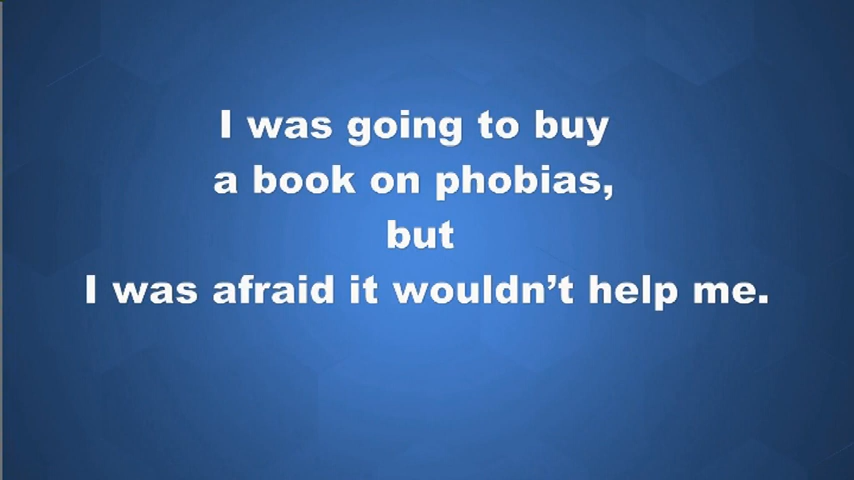 I was going to buy
a book on phobias,
but
I was afraid it wouldn’t help me.